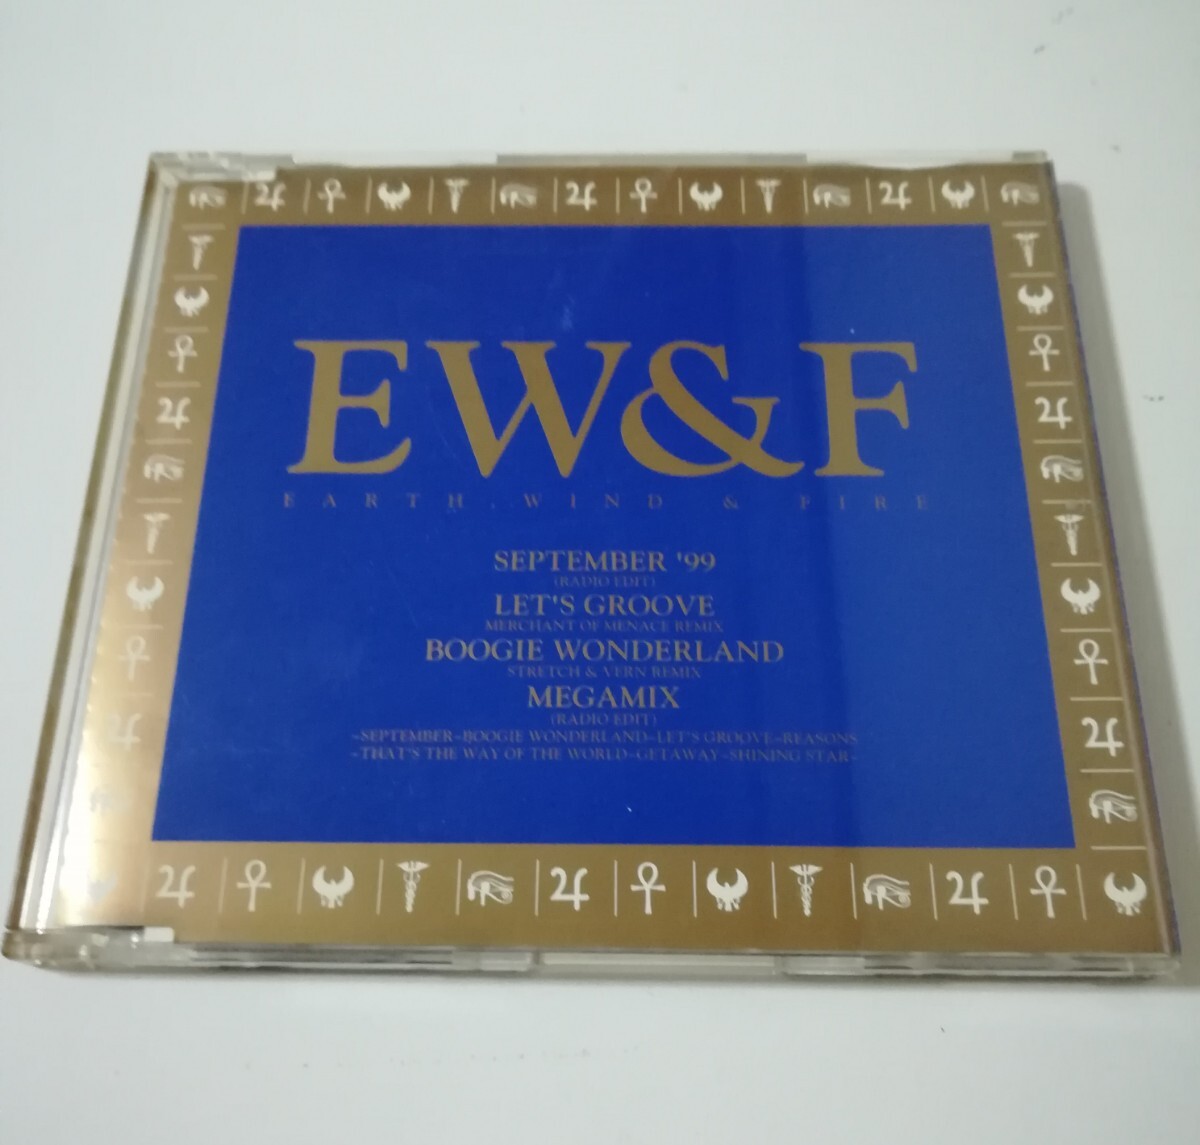 EW&F
EARTH, WIND & FIRE
SEPTEMBER '99
(RADIO EDIT)
LET'S GROOVE
MERCHANT OF MENACE REMIX
BOOGIE WONDERLAND
STRETCH & VERN REMIX
MEGAMIX
(RADIO EDIT)
~SEPTEMBER~BOOGIE WONDERLAND~LET'S GROOVE~REASONS
~THAT'S THE WAY OF THE WORLD~GETAWAY~SHINING STAR~